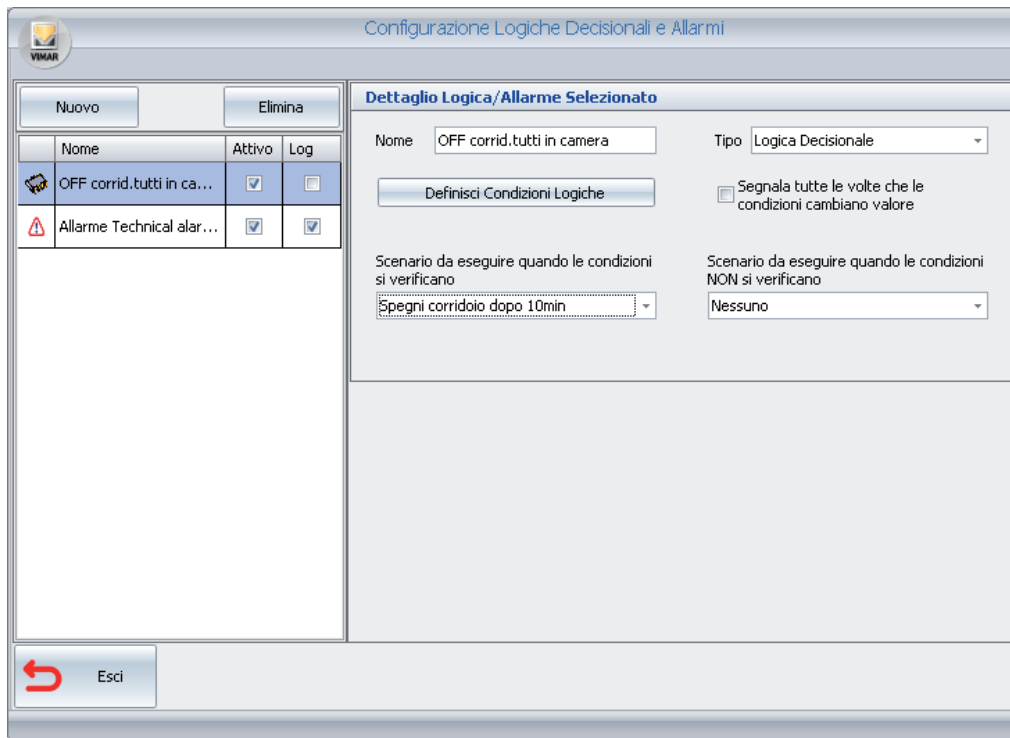 Configurazione Logiche Decisionali e Allarmi
VIMAR
Nuovo
Elimina
Nome Attivo Log
OFF corrid.tutti in ca...
Allarme Technical alar...
Dettaglio Logica/Allarme Selezionato
Nome OFF corrid.tutti in camera
Tipo Logica Decisionale
Definisci Condizioni Logiche
Segnala tutte le volte che le
condizioni cambiano valore
Scenario da eseguire quando le condizioni
si verificano
Spegni corridoio dopo 10min
Scenario da eseguire quando le condizioni
NON si verificano
Nessuno
Esci